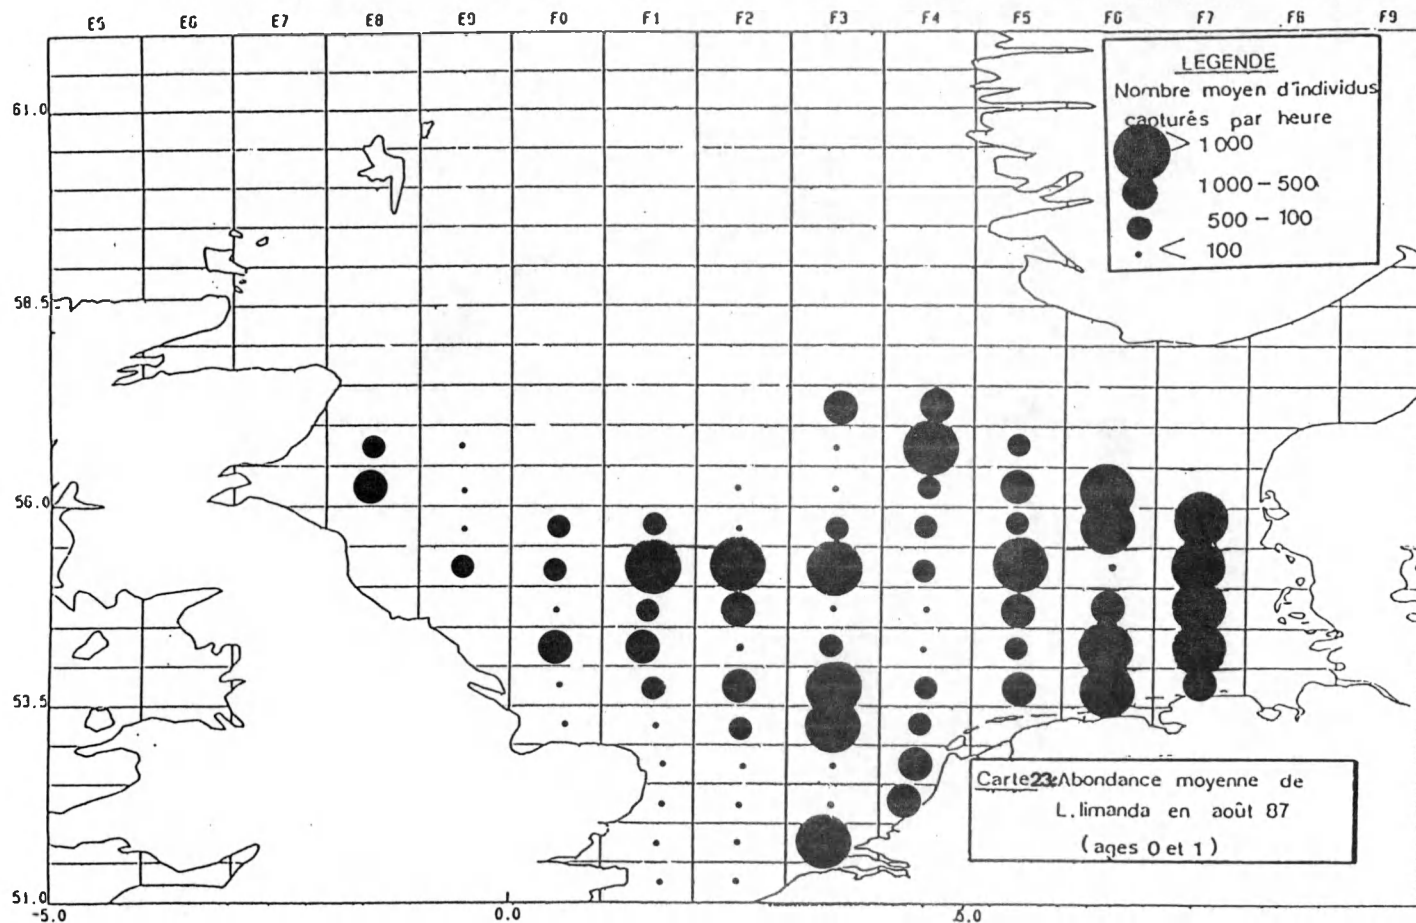 E5 E6 E7 E8 E9 F0 F1 F2 F3 F4 F5 F6 F7 F8 F9
LEGENDE
Nombre moyen d'individus
capturés par heure
> 1 000
1 000 – 500
500 – 100
< 100
61.0
58.5
56.0
53.5
51.0
-5.0 0.0 5.0
Carte 23: Abondance moyenne de
L. limanda en août 87
(ages 0 et 1)